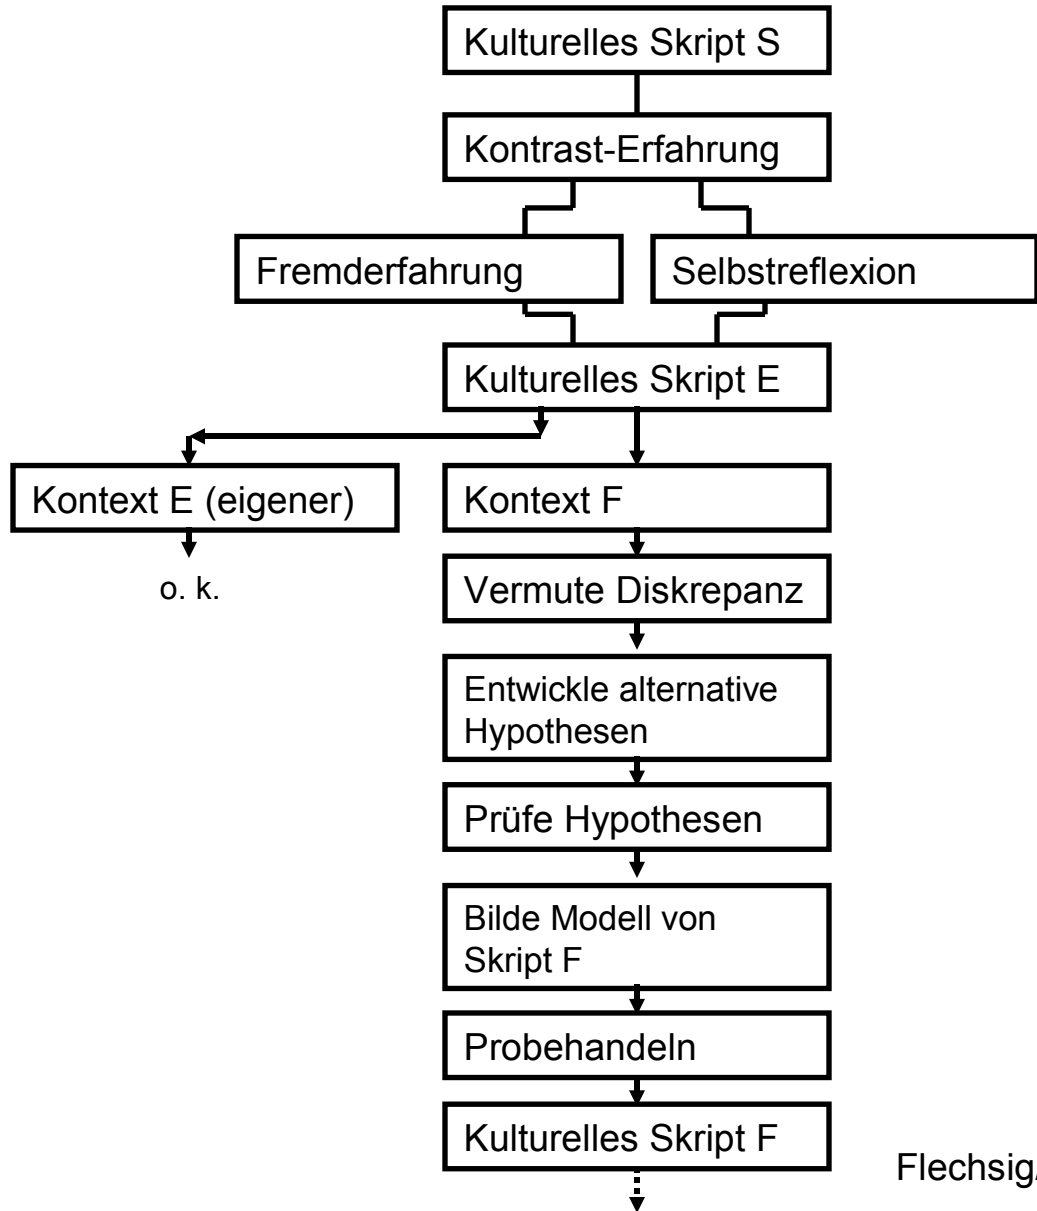 Kulturelles Skript S
Kontrast-Erfahrung
Fremderfahrung
Selbstreflexion
Kulturelles Skript E
Kontext E (eigener)
Kontext F
o. k.
Vermute Diskrepanz
Entwickle alternative
Hypothesen
Prüfe Hypothesen
Bilde Modell von
Skript F
Probehandeln
Kulturelles Skript F
Flechsig/